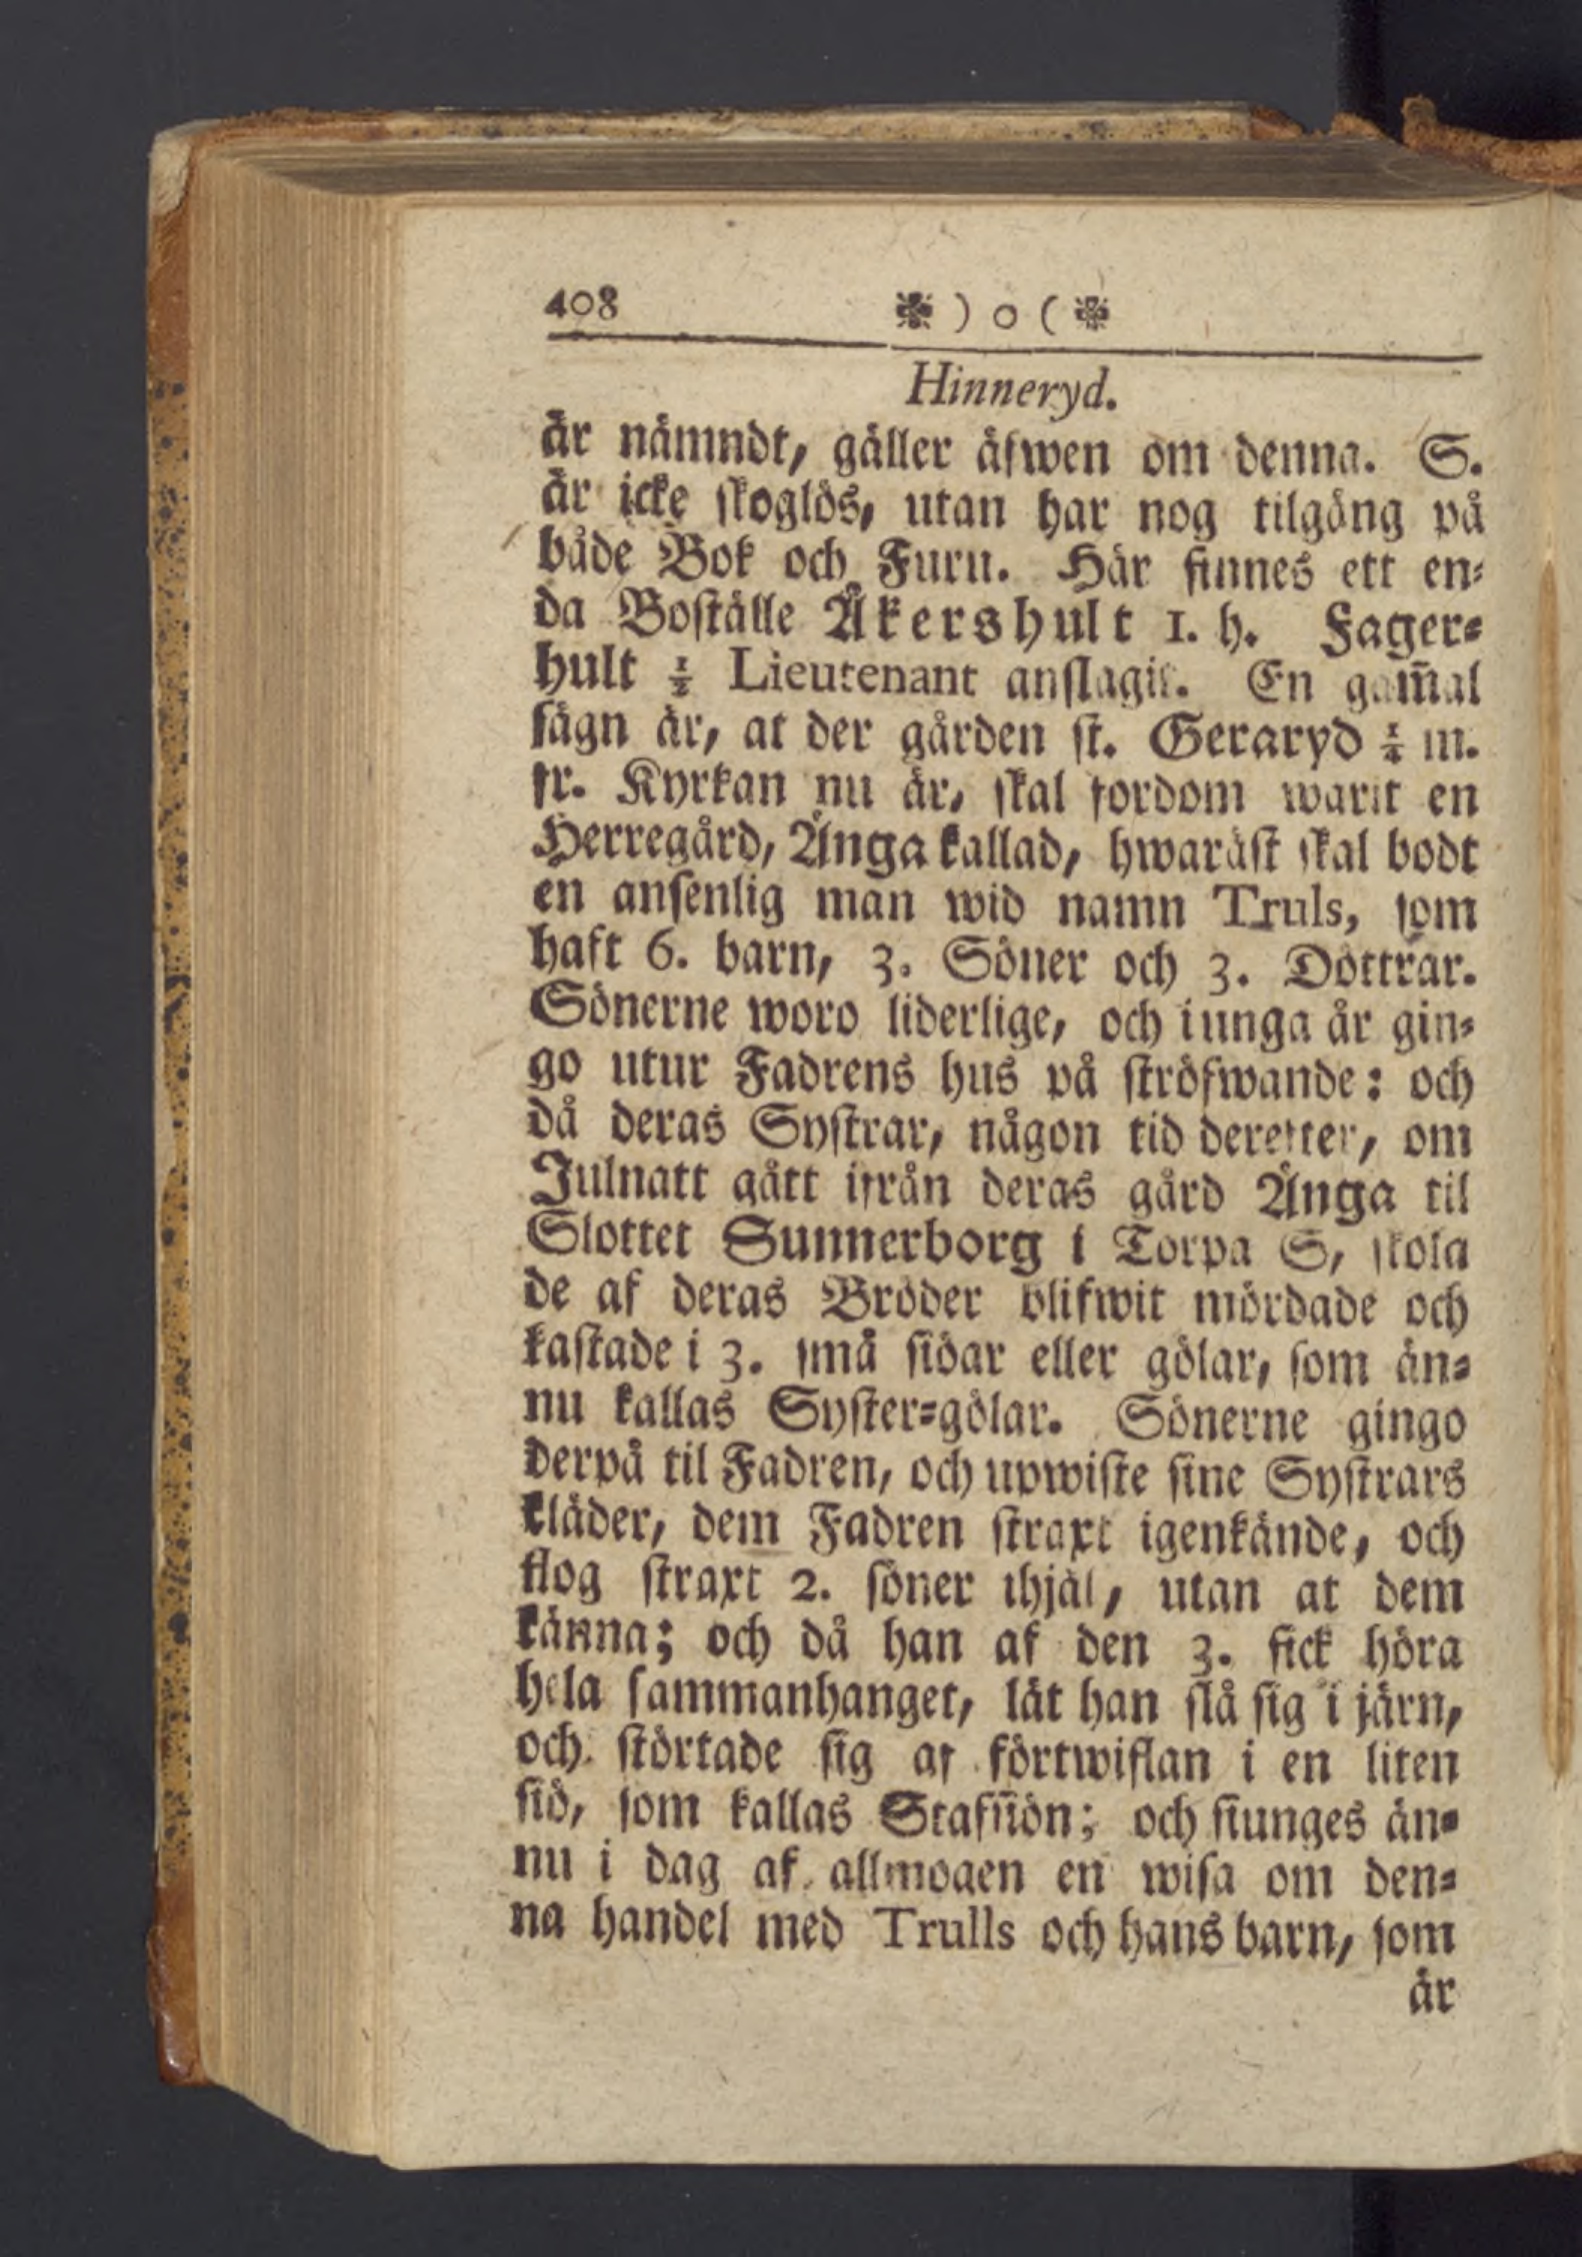 408 ❉ ) o ( ❉
Hinneryd.
är nämndt, gäller äfwen om denna. S.
är icke skoglös, utan har nog tilgång på
både Bok och Furu. Här finnes ett en=
da Boställe Åkershult 1. h. Fager=
hult ½ Lieutenant anslagit. En gam̄al
sägn är, at der gården st. Geraryd ¼ m.
fr. Kyrkan nu är, skal fordom warit en
Herregård, Änga kallad, hwaräst skal bodt
en ansenlig man wid namn Truls, som
haft 6. barn, 3. Söner och 3. Döttrar.
Sönerne woro liderlige, och i unga år gin=
go utur Fadrens hus på ströfwande: och
då deras Systrar, någon tid derefter, om
Julnatt gått ifrån deras gård Änga til
Slottet Sunnerborg i Torpa S, skola
de af deras Bröder blifwit mördade och
kastade i 3. små siöar eller gölar, som än=
nu kallas Syster=gölar. Sönerne gingo
derpå til Fadren, och upwiste sine Systrars
kläder, dem Fadren straxt igenkände, och
slog straxt 2. söner ihjäl, utan at dem
känna; och då han af den 3. fick höra
hela sammanhanget, lät han slå sig i järn,
och störtade sig af förtwiflan i en liten
siö, som kallas Stafsiön; och siunges än=
nu i dag af allmogen en wisa om den=
na handel med Trulls och hans barn, som
är